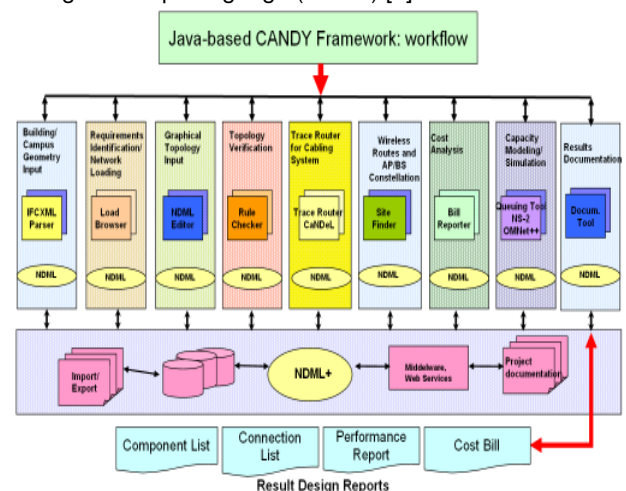 Java-based CANDY Framework: workflow
Building/
Campus
Geometry
Input
IFCXML
Parser
NDML
Requirements
Identification/
Network
Loading
Load
Browser
NDML
Graphical
Topology
Input
NDML
Editor
NDML
Topology
Verification
Rule
Checker
NDML
Trace Router
for Cabling
System
Trace Router
CaNDeL
NDML
Wireless
Routes and
AP/BS
Constellation
Site
Finder
NDML
Cost
Analysis
Bill
Reporter
NDML
Capacity
Modeling/
Simulation
Queuing Tool
NS-2
OMNet++
NDML
Results
Documentation
Docum.
Tool
NDML
Import/
Export
NDML+
Middelware,
Web Services
Project
documentation
Component List
Connection
List
Performance
Report
Cost Bill
Result Design Reports